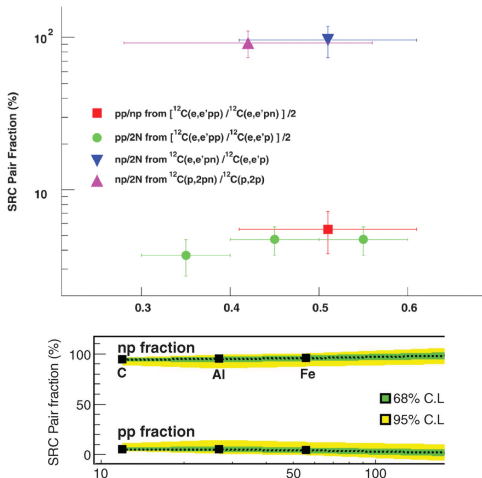 SRC Pair Fraction (%)
10²
10
pp/np from [¹²C(e,e'pp) /¹²C(e,e'pn) ] /2
pp/2N from [¹²C(e,e'pp) /¹²C(e,e'p) ] /2
np/2N from ¹²C(e,e'pn) /¹²C(e,e'p)
np/2N from ¹²C(p,2pn) /¹²C(p,2p)
0.3 0.4 0.5 0.6
SRC Pair fraction (%)
100
50
0
np fraction
C Al Fe
68% C.L
95% C.L
pp fraction
10 50 100